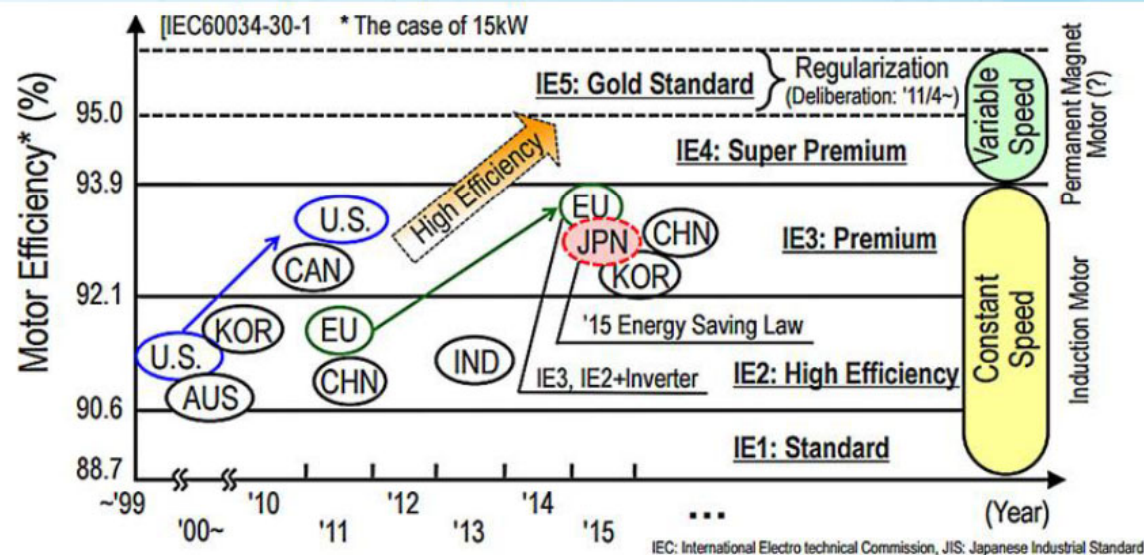 [IEC60034-30-1 * The case of 15kW
Motor Efficiency* (%)
95.0
93.9
92.1
90.6
88.7
IE5: Gold Standard
Regularization
(Deliberation: '11/4~)
IE4: Super Premium
High Efficiency
U.S.
CAN
EU
JPN
CHN
KOR
IE3: Premium
U.S.
KOR
AUS
EU
CHN
IND
'15 Energy Saving Law
IE3, IE2+Inverter
IE2: High Efficiency
IE1: Standard
Variable
Speed
Constant
Speed
Permanent Magnet
Motor (?)
Induction Motor
~'99
'00~
'10
'11
'12
'13
'14
'15
...
(Year)
IEC: International Electro technical Commission, JIS: Japanese Industrial Standard